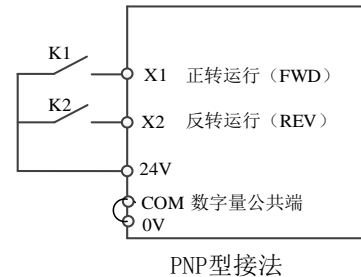 K1
X1 正转运行（FWD）
K2
X2 反转运行（REV）
24V
COM 数字量公共端
0V
PNP型接法